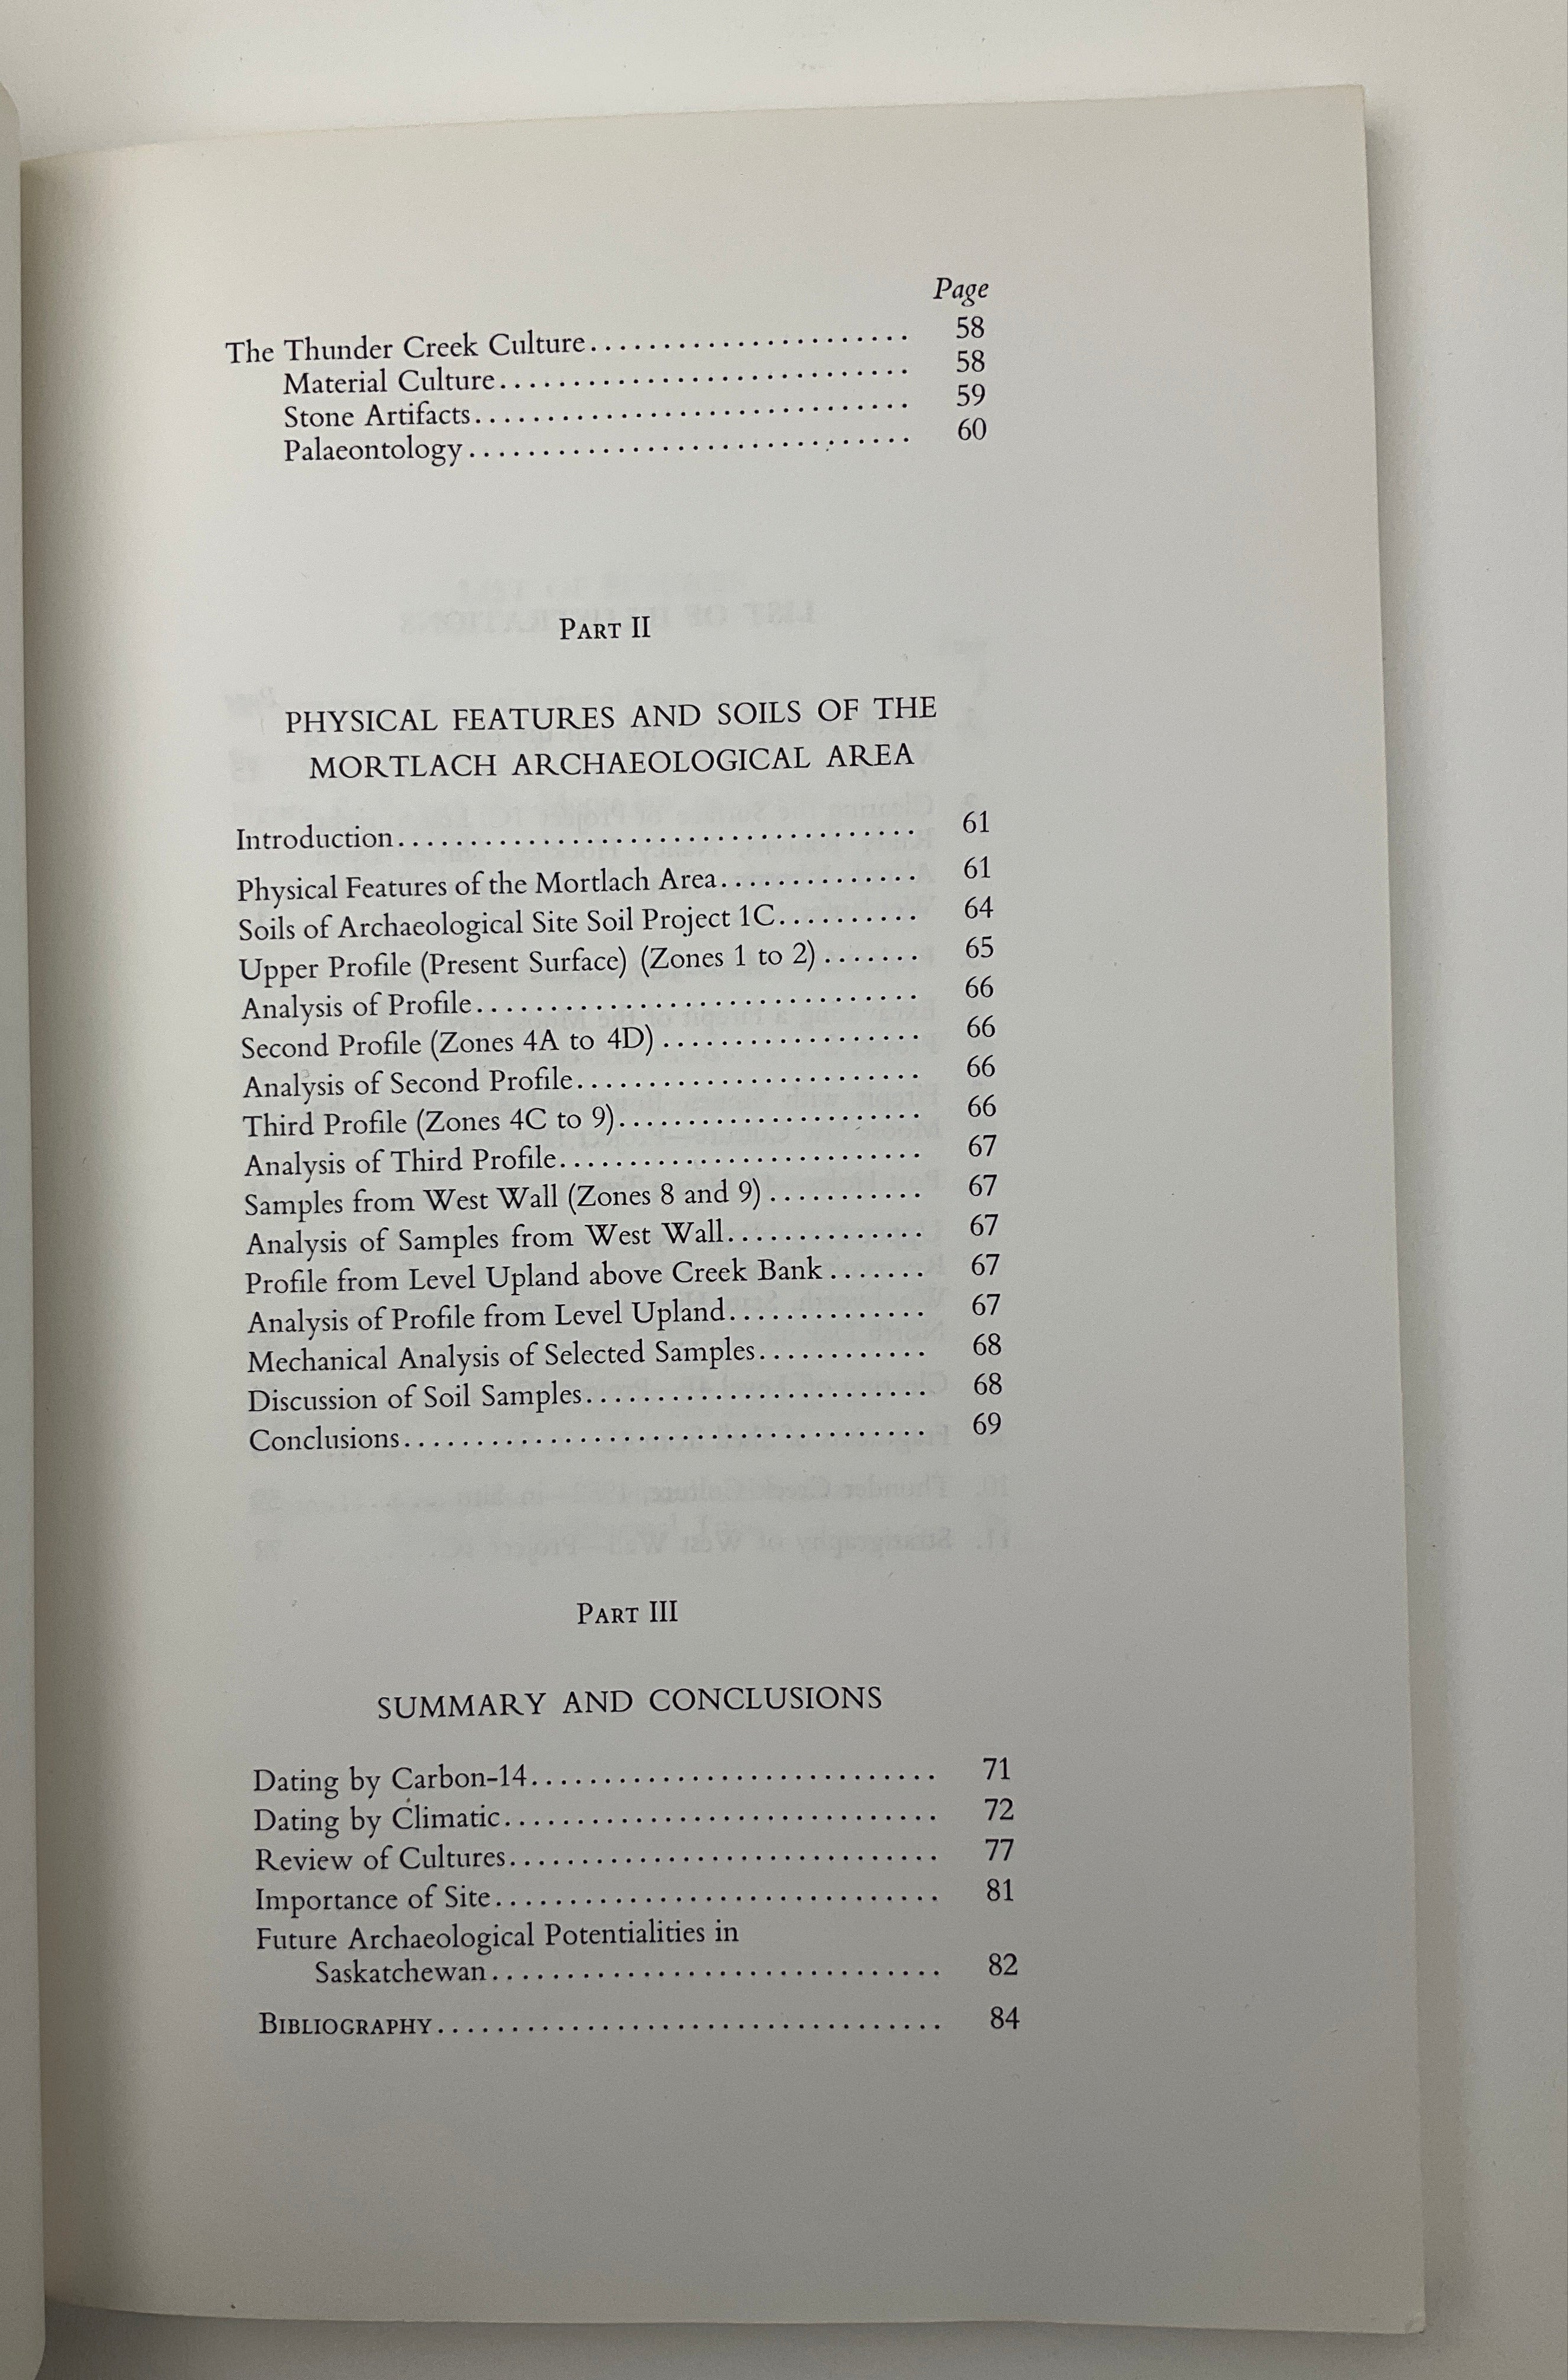 Page
The Thunder Creek Culture...................... 58
Material Culture............................ 58
Stone Artifacts.............................. 59
Palaeontology.............................. 60
PART II
PHYSICAL FEATURES AND SOILS OF THE
MORTLACH ARCHAEOLOGICAL AREA
Introduction................................... 61
Physical Features of the Mortlach Area.............. 61
Soils of Archaeological Site Soil Project 1C.......... 64
Upper Profile (Present Surface) (Zones 1 to 2)....... 65
Analysis of Profile.............................. 66
Second Profile (Zones 4A to 4D).................. 66
Analysis of Second Profile........................ 66
Third Profile (Zones 4C to 9)..................... 66
Analysis of Third Profile......................... 67
Samples from West Wall (Zones 8 and 9)........... 67
Analysis of Samples from West Wall.............. 67
Profile from Level Upland above Creek Bank....... 67
Analysis of Profile from Level Upland.............. 67
Mechanical Analysis of Selected Samples............ 68
Discussion of Soil Samples........................ 68
Conclusions.................................... 69
PART III
SUMMARY AND CONCLUSIONS
Dating by Carbon-14............................ 71
Dating by Climatic.............................. 72
Review of Cultures.............................. 77
Importance of Site............................... 81
Future Archaeological Potentialities in
Saskatchewan............................... 82
BIBLIOGRAPHY................................... 84